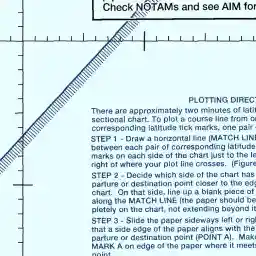 Check NOTAMs and see AIM for
PLOTTING DIREC
There are approximately two minutes of lati
sectional chart. To plot a course line from o
corresponding latitude tick marks, one pair
STEP 1 - Draw a horizontal line (MATCH LINE
between each pair of corresponding latitude
marks on each side of the chart just to the le
right of where your plot line crosses. (Figure
STEP 2 - Decide which side of the chart has
parture or destination point closer to the edg
chart. On that side, line up a blank piece of
along the MATCH LINE (the paper should be
pletely on the chart, not extending beyond it
STEP 3 - Slide the paper sideways left or rig
that a side edge of the paper aligns with the
parture or destination point (POINT A). Make
MARK A on edge of the paper where it meets
point